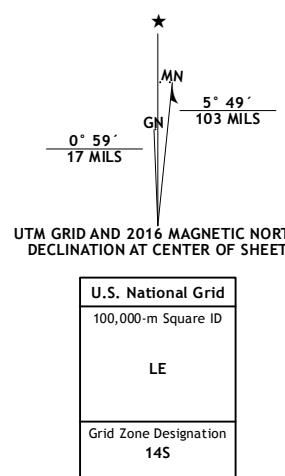 ★
MN
GN
5° 49´
103 MILS
0° 59´
17 MILS
UTM GRID AND 2016 MAGNETIC NORT
DECLINATION AT CENTER OF SHEET
U.S. National Grid
100,000-m Square ID
LE
Grid Zone Designation
14S